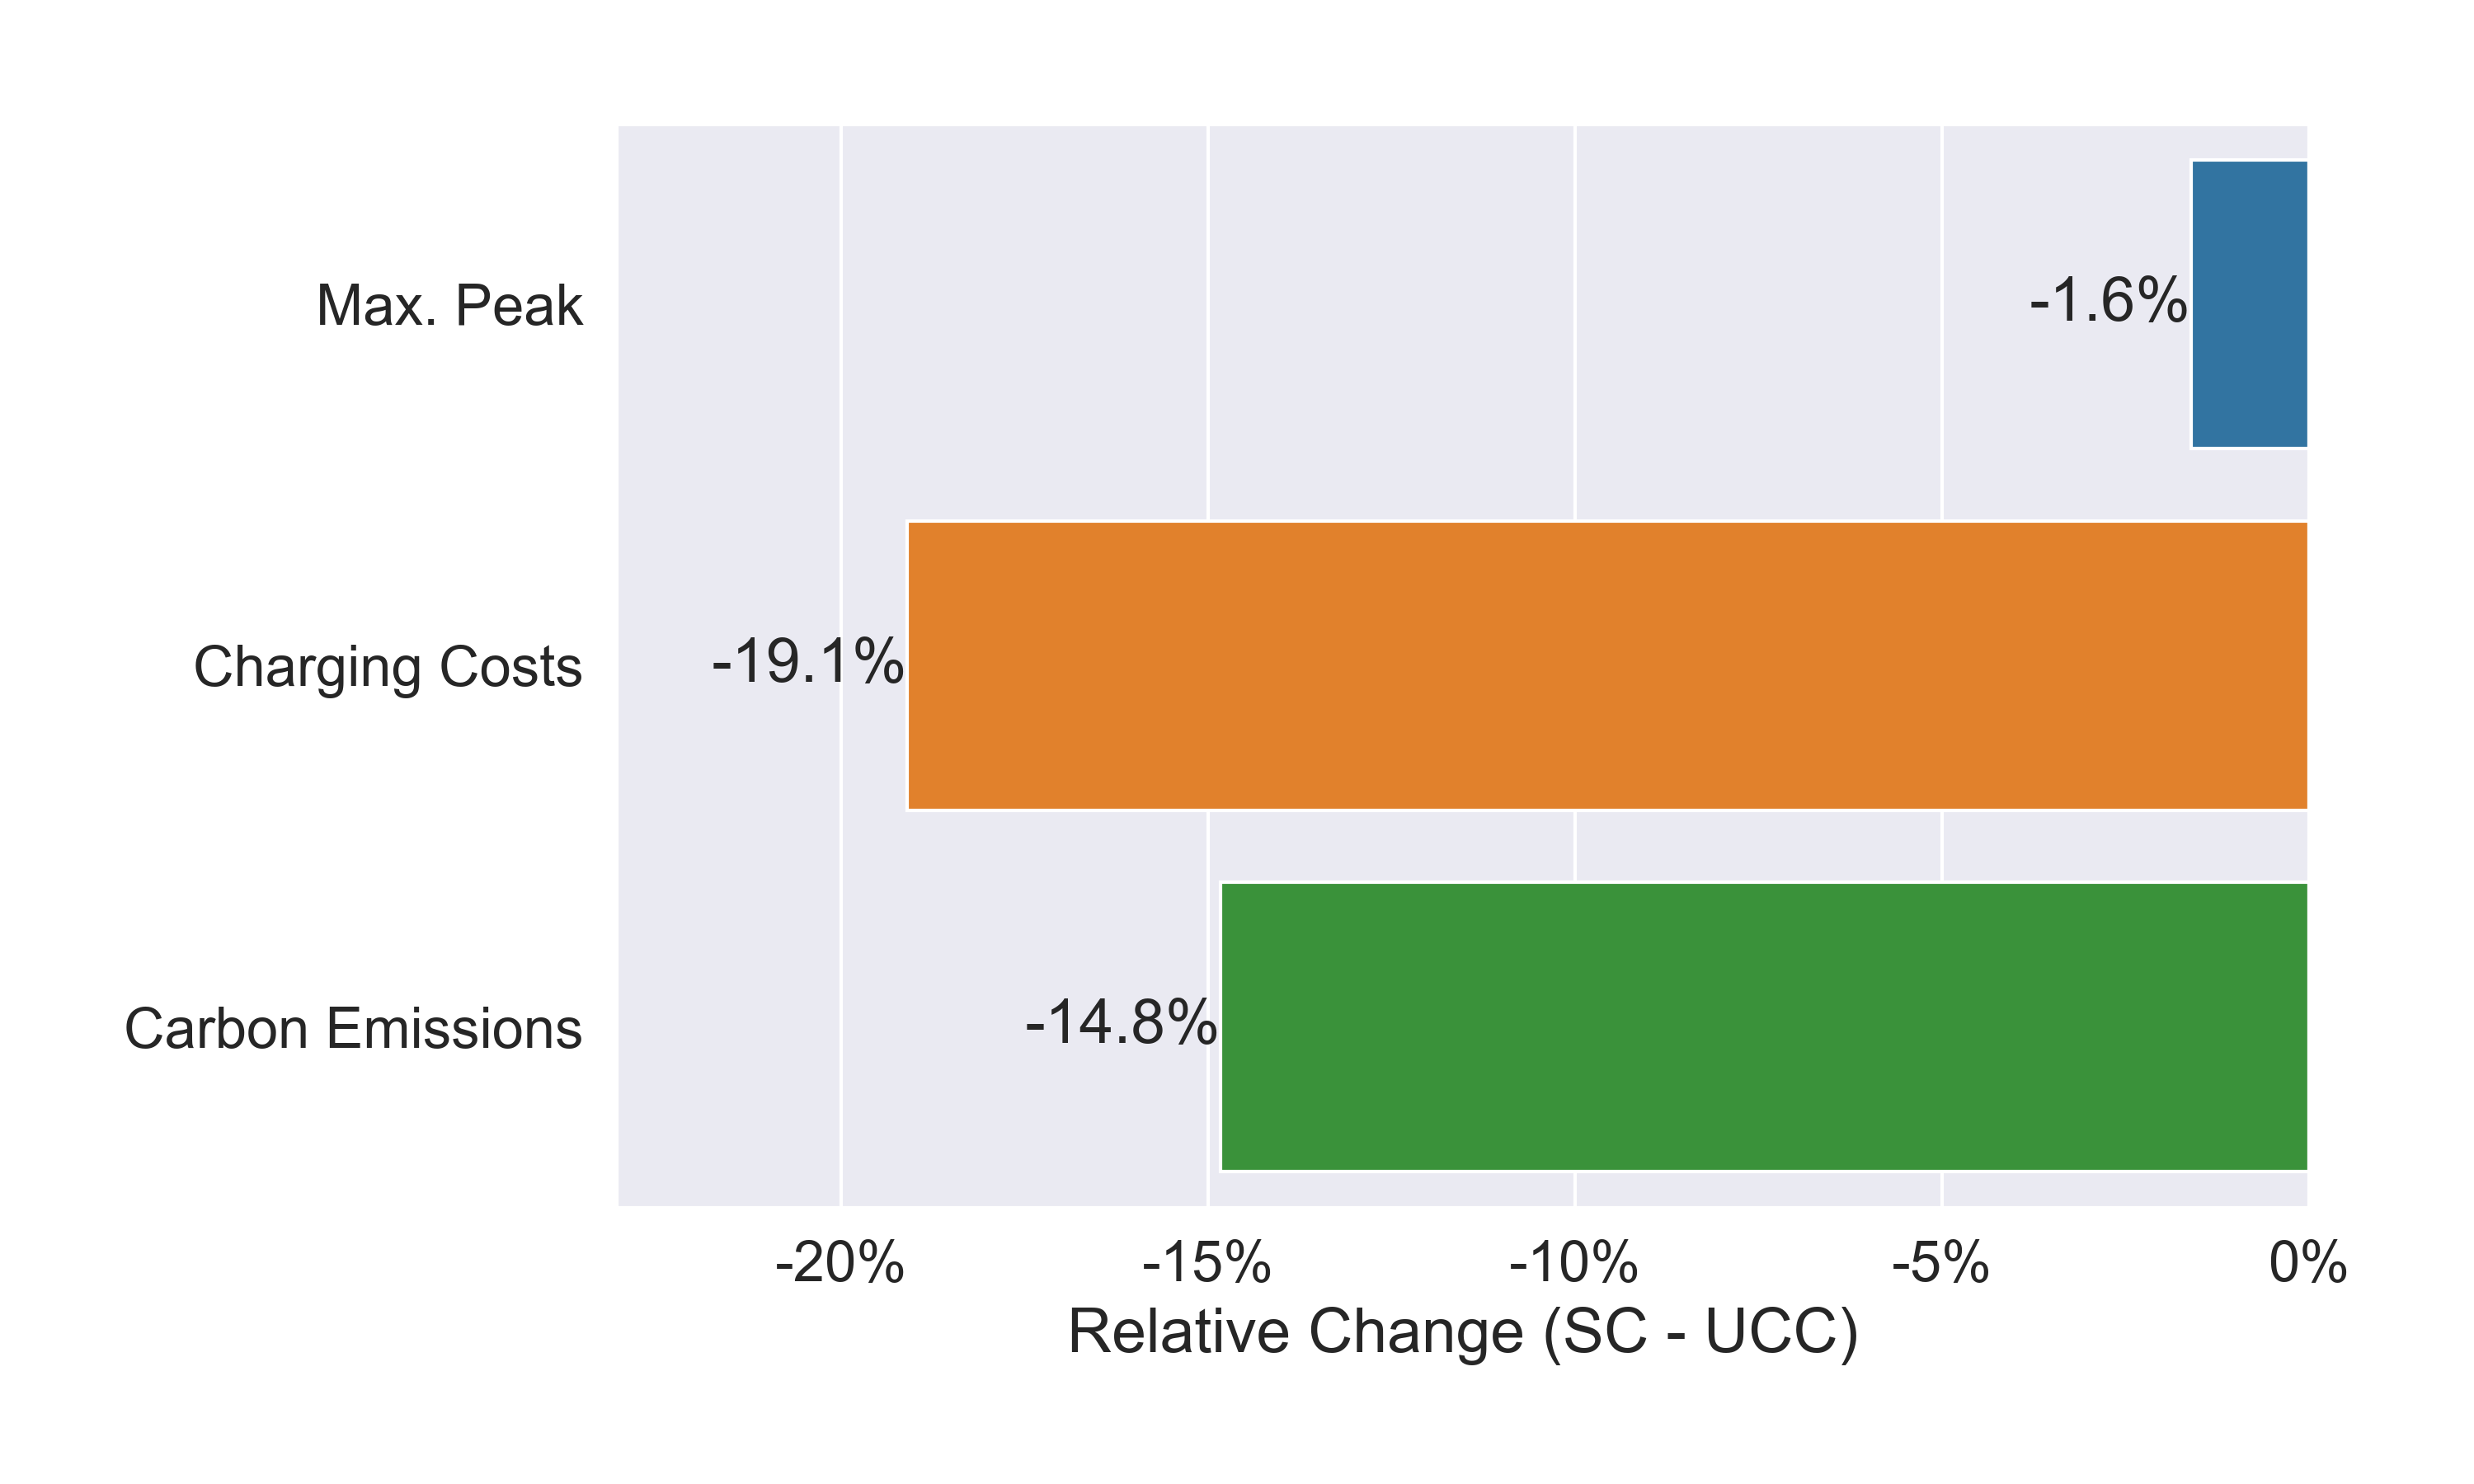 Max. Peak
-1.6%
Charging Costs
-19.1%
Carbon Emissions
-14.8%
-20% -15% -10% -5% 0%
Relative Change (SC - UCC)